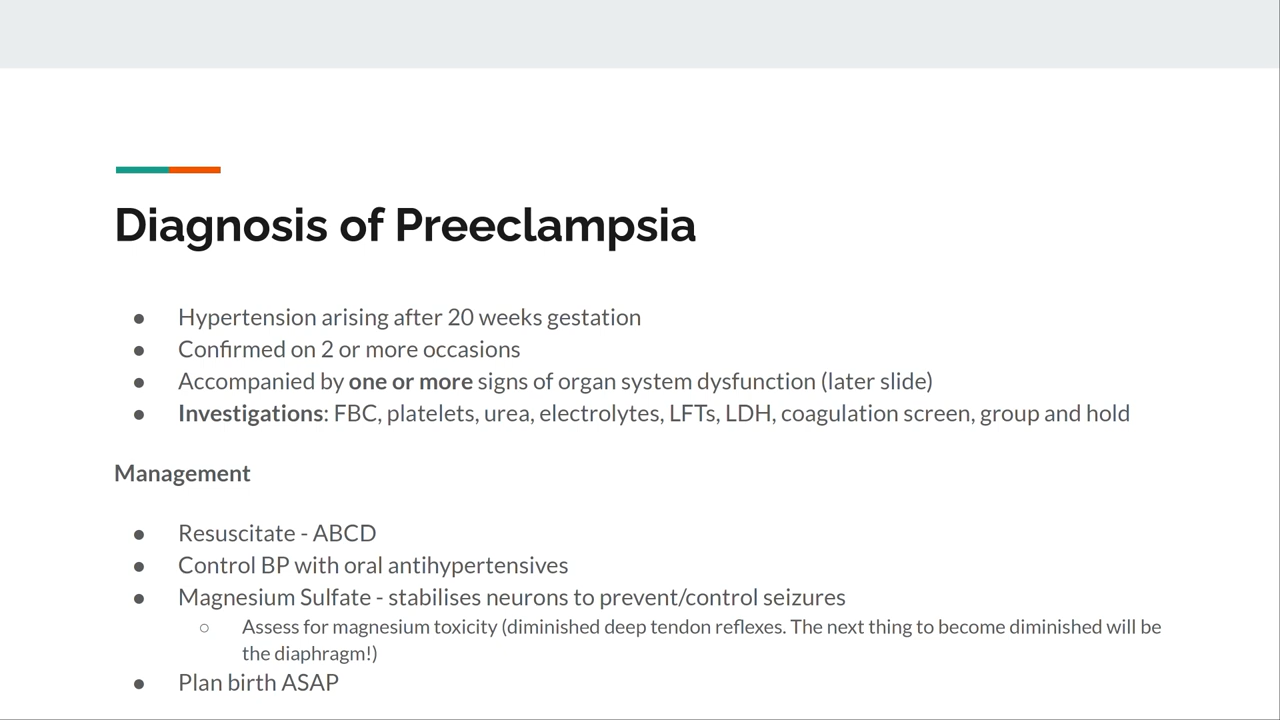 Diagnosis of Preeclampsia
● Hypertension arising after 20 weeks gestation
● Confirmed on 2 or more occasions
● Accompanied by one or more signs of organ system dysfunction (later slide)
● Investigations: FBC, platelets, urea, electrolytes, LFTs, LDH, coagulation screen, group and hold
Management
● Resuscitate - ABCD
● Control BP with oral antihypertensives
● Magnesium Sulfate - stabilises neurons to prevent/control seizures
○ Assess for magnesium toxicity (diminished deep tendon reflexes. The next thing to become diminished will be
the diaphragm!)
● Plan birth ASAP